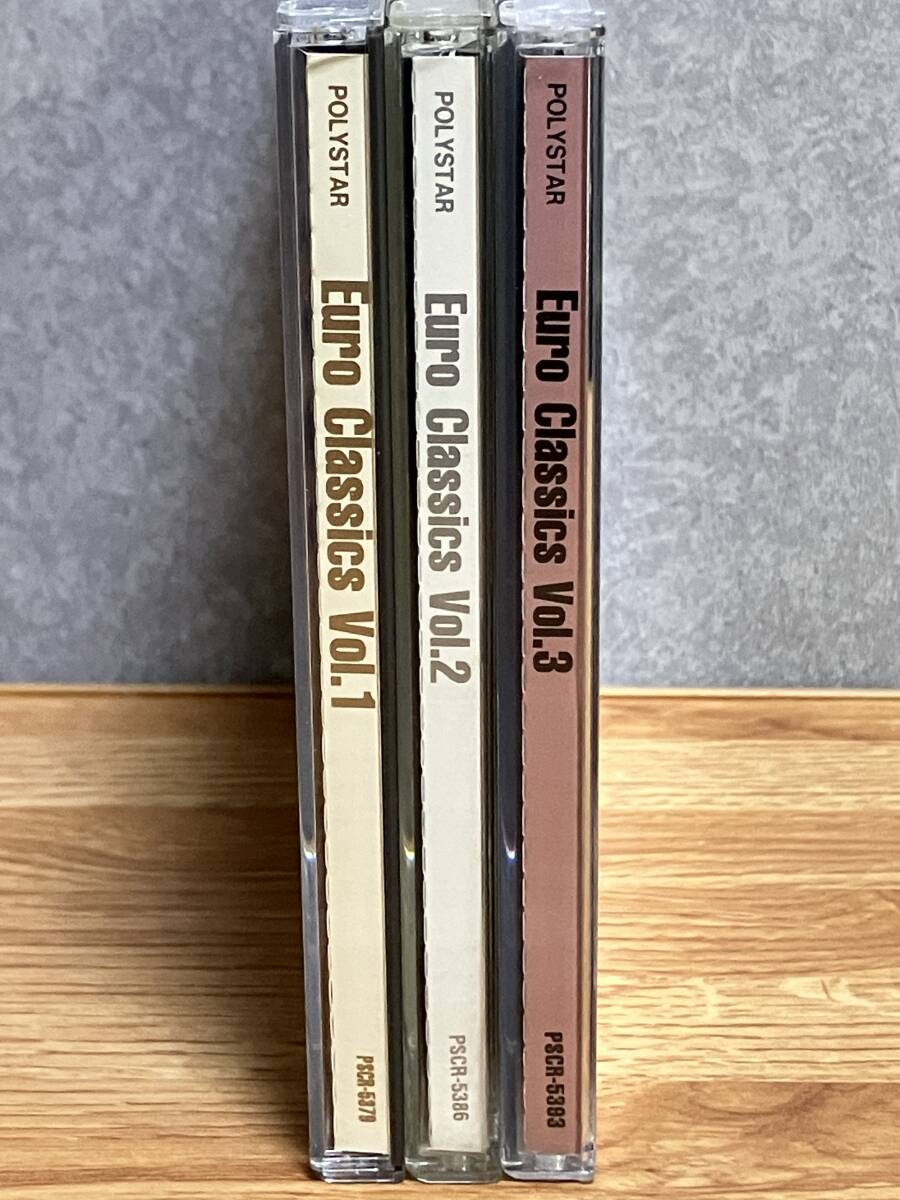 POLYSTAR
Euro Classics Vol.1
PSCR-5379
POLYSTAR
Euro Classics Vol.2
PSCR-5386
POLYSTAR
Euro Classics Vol.3
PSCR-5393